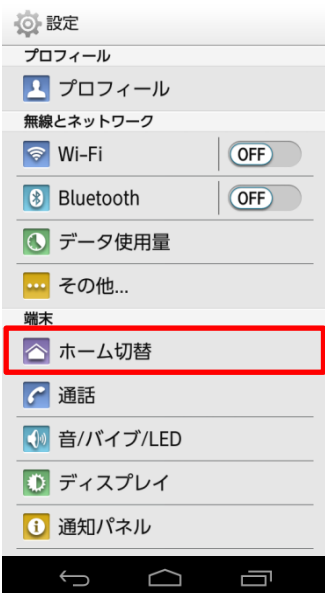 設定
プロフィール
プロフィール
無線とネットワーク
Wi-Fi OFF
Bluetooth OFF
データ使用量
その他...
端末
ホーム切替
通話
音/バイブ/LED
ディスプレイ
通知パネル